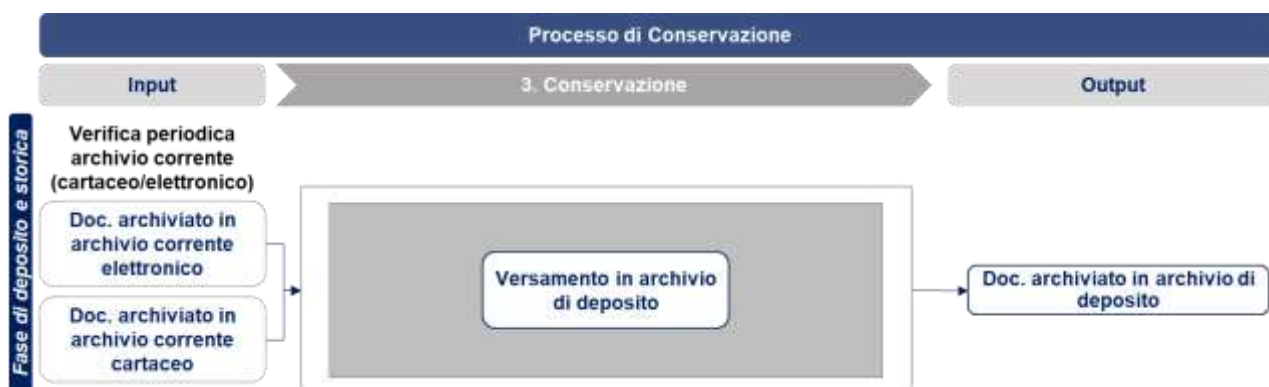 Processo di Conservazione
Input
3. Conservazione
Output
Fase di deposito e storica
Verifica periodica
archivio corrente
(cartaceo/elettronico)
Doc. archiviato in
archivio corrente
elettronico
Doc. archiviato in
archivio corrente
cartaceo
Versamento in archivio
di deposito
Doc. archiviato in archivio di
deposito